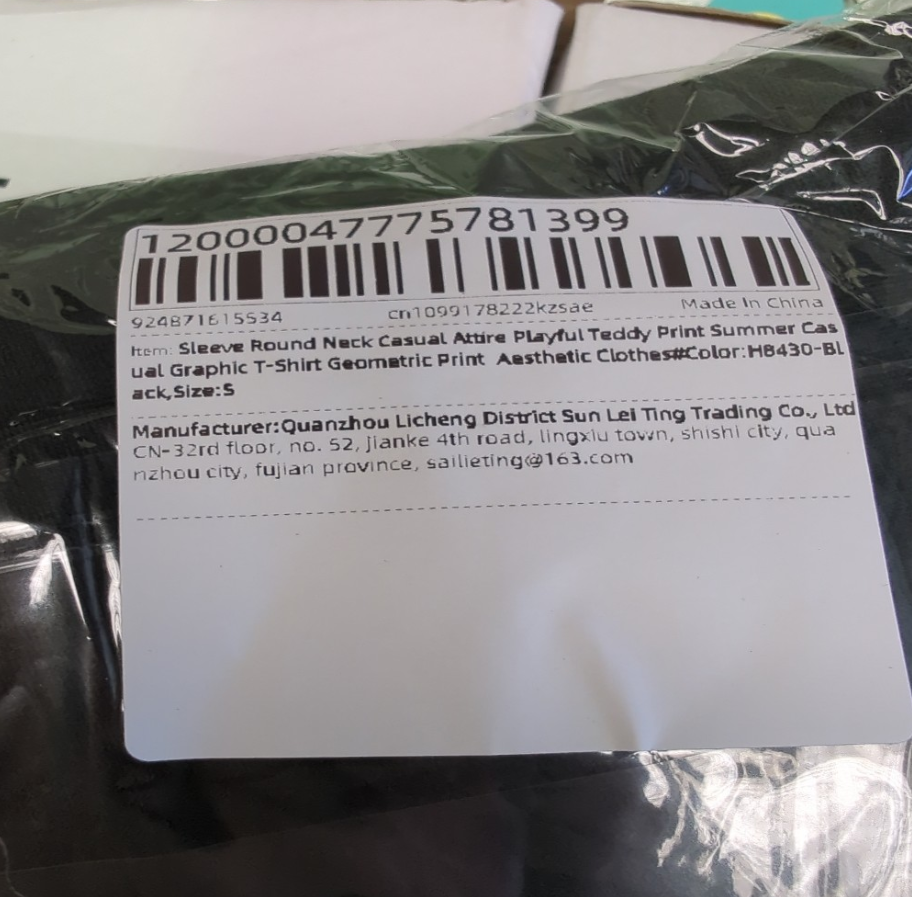 12000047775781399
924871615534
cn1099178222kzsae
Made In China
Item: Sleeve Round Neck Casual Attire Playful Teddy Print Summer Cas
ual Graphic T-Shirt Geometric Print Aesthetic Clothes#Color:H8430-Bl
ack,Size:S
Manufacturer:Quanzhou Licheng District Sun Lei Ting Trading Co., Ltd
CN-32rd floor, no. 52, jianke 4th road, lingxiu town, shishi city, qua
nzhou city, fujian province, sailieting@163.com